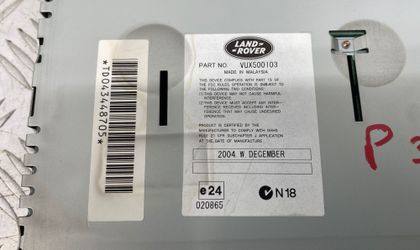 LAND-
ROVER
PART NO. VUX500103
MADE IN MALAYSIA
THIS DEVICE COMPLIES WITH PART 15 OF
THE FCC RULES. OPERATION IS SUBJECT TO
THE FOLLOWING TWO CONDITIONS:
(1) THIS DEVICE MAY NOT CAUSE HARMFUL
INTERFERENCE
(2) THIS DEVICE MUST ACCEPT ANY INTER-
FERENCE RECEIVED INCLUDING INTER-
FERENCE THAT MAY CAUSE UNDESIRED
OPERATION.
PRODUCT IS CERTIFIED BY THE
MANUFACTURER TO COMPLY WITH DHHS
RULE 21 CFR SUBCHAPTER J APPLICATION AT
THE DATE OF MANUFACTURE.
2004 W DECEMBER
e24
020865
N18
*TD043448705*
P